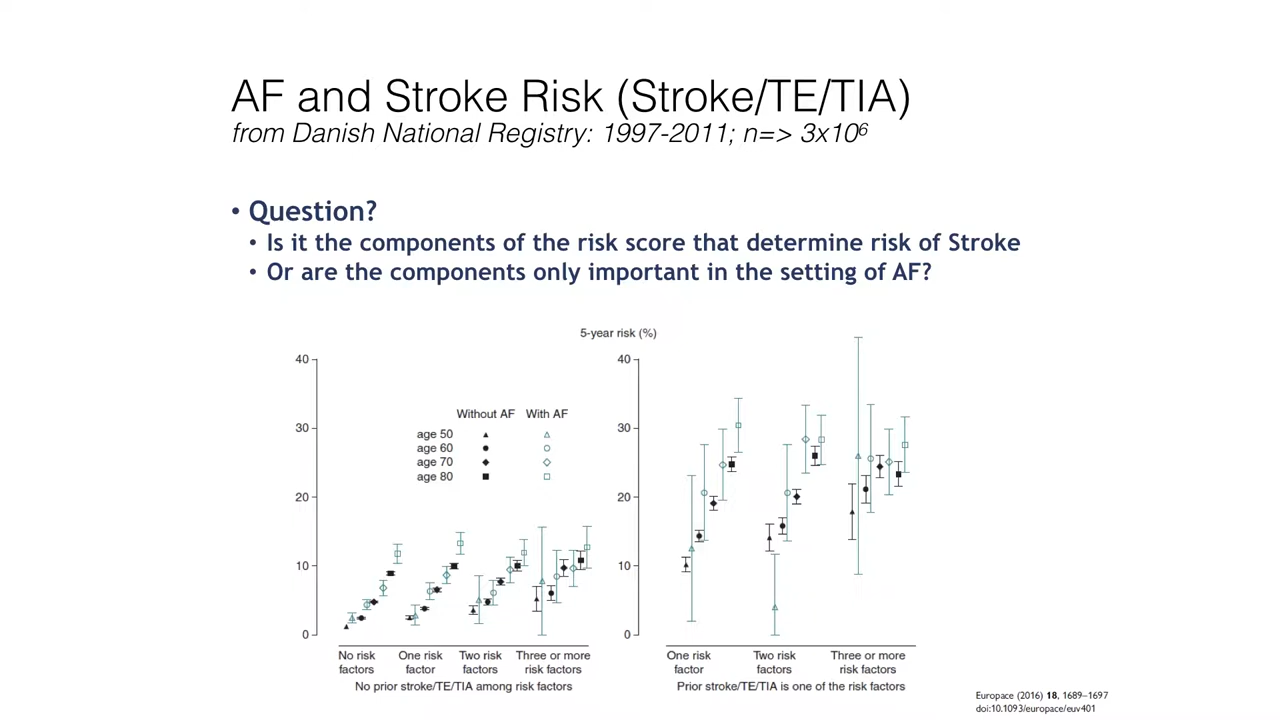 AF and Stroke Risk (Stroke/TE/TIA)
from Danish National Registry: 1997-2011; n=> 3x10⁶
• Question?
• Is it the components of the risk score that determine risk of Stroke
• Or are the components only important in the setting of AF?
5-year risk (%)
40
30
20
10
0
Without AF With AF
age 50
age 60
age 70
age 80
No risk factors
One risk factor
Two risk factors
Three or more risk factors
No prior stroke/TE/TIA among risk factors
40
30
20
10
0
One risk factor
Two risk factors
Three or more risk factors
Prior stroke/TE/TIA is one of the risk factors
Europace (2016) 18, 1689–1697
doi:10.1093/europace/euv401